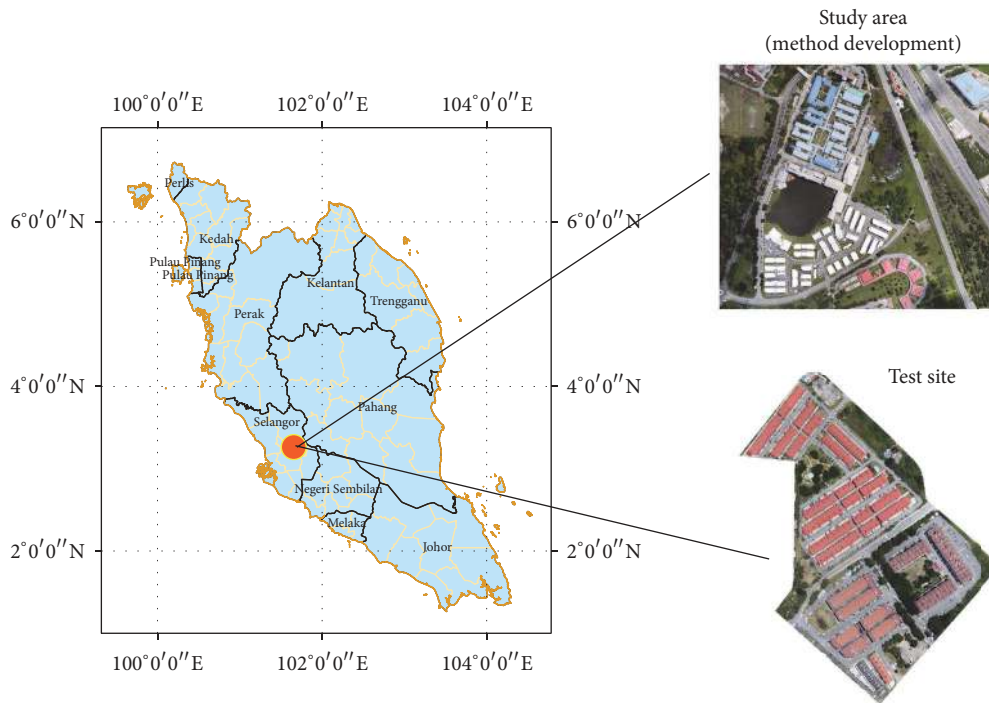 Study area
(method development)
100°0′0″E 102°0′0″E 104°0′0″E
Perlis
6°0′0″N 6°0′0″N
Kedah
Pulau Pinang
Pulau Pinang
Kelantan
Trengganu
Perak
4°0′0″N 4°0′0″N
Test site
Pahang
Selangor
Negeri Sembilan
Melaka
Johor
2°0′0″N 2°0′0″N
100°0′0″E 102°0′0″E 104°0′0″E